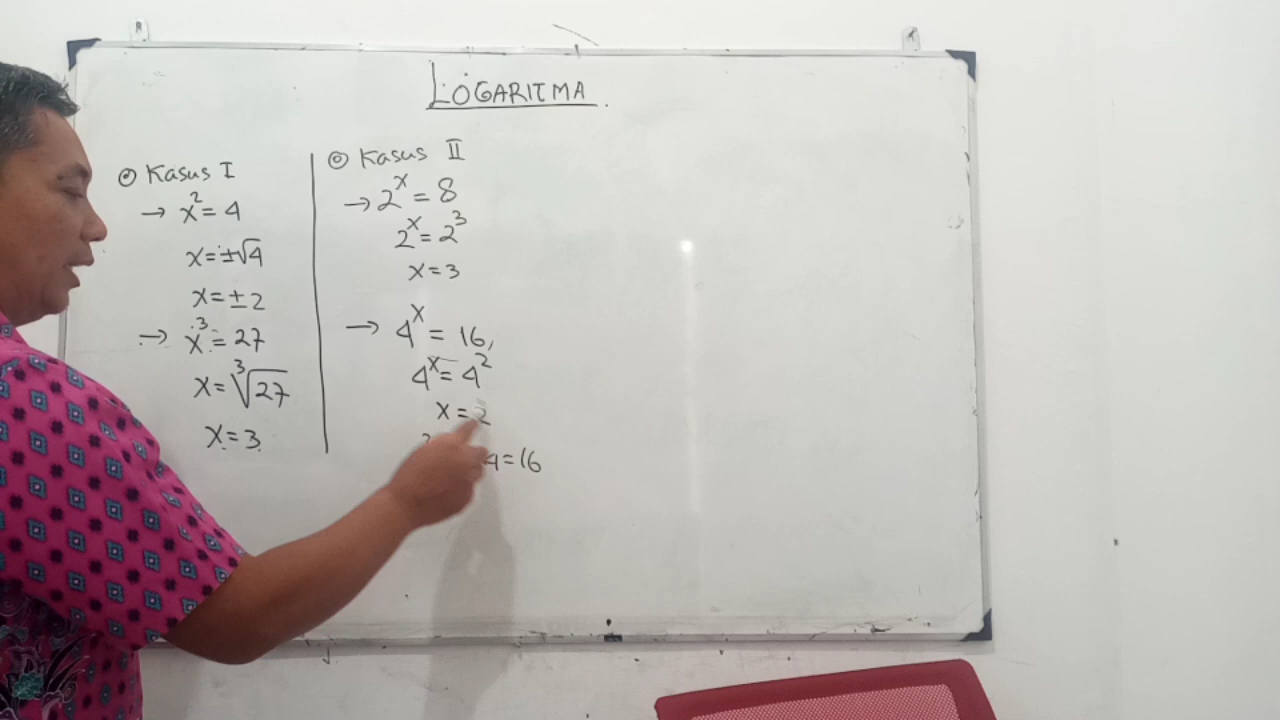 LOGARITMA
⊙ Kasus I
→ x² = 4
x = ±√4
x = ±2
→ x³ = 27
x = ³√27
x = 3
⊙ Kasus II
→ 2ˣ = 8
2ˣ = 2³
x = 3
→ 4ˣ = 16,
4ˣ = 4²
x = 2
4 = 16